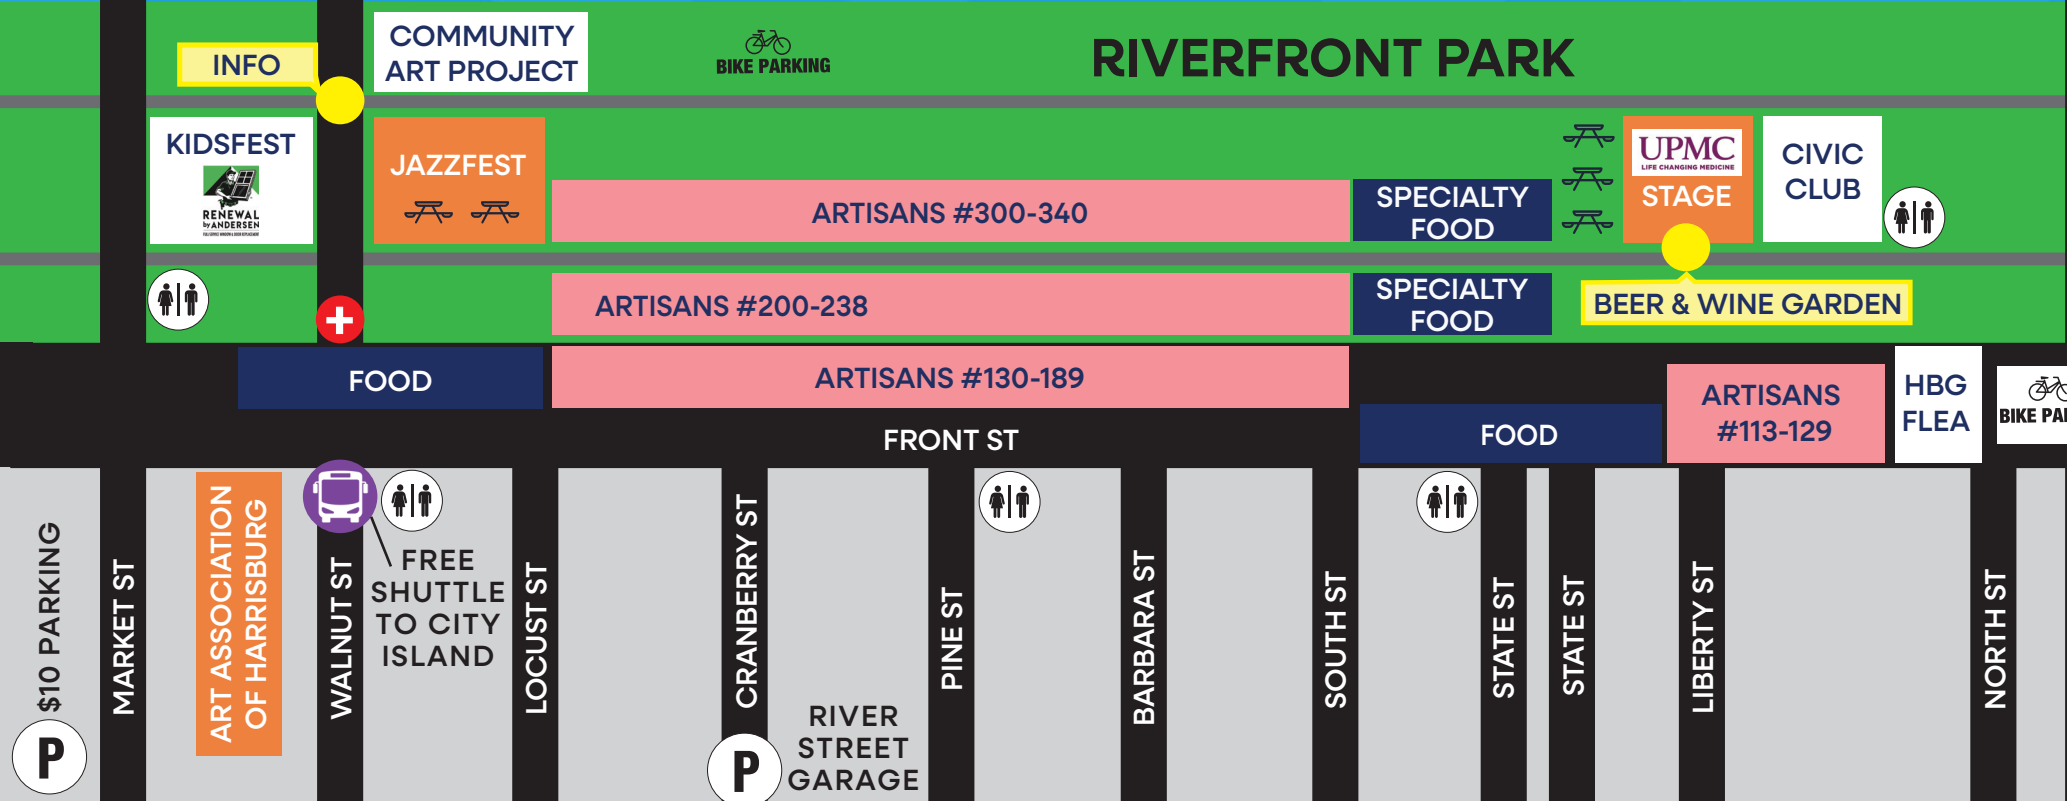 INFO
COMMUNITY
ART PROJECT
BIKE PARKING
RIVERFRONT PARK
KIDSFEST
RENEWAL
by ANDERSEN
JAZZFEST
ARTISANS #300-340
SPECIALTY
FOOD
UPMC
LIFE CHANGING MEDICINE
STAGE
CIVIC
CLUB
ARTISANS #200-238
SPECIALTY
FOOD
BEER & WINE GARDEN
FOOD
ARTISANS #130-189
FRONT ST
FOOD
ARTISANS
#113-129
HBG
FLEA
BIKE PA
$10 PARKING
P
MARKET ST
ART ASSOCIATION
OF HARRISBURG
WALNUT ST
FREE
SHUTTLE
TO CITY
ISLAND
LOCUST ST
CRANBERRY ST
P
RIVER
STREET
GARAGE
PINE ST
BARBARA ST
SOUTH ST
STATE ST
STATE ST
LIBERTY ST
NORTH ST